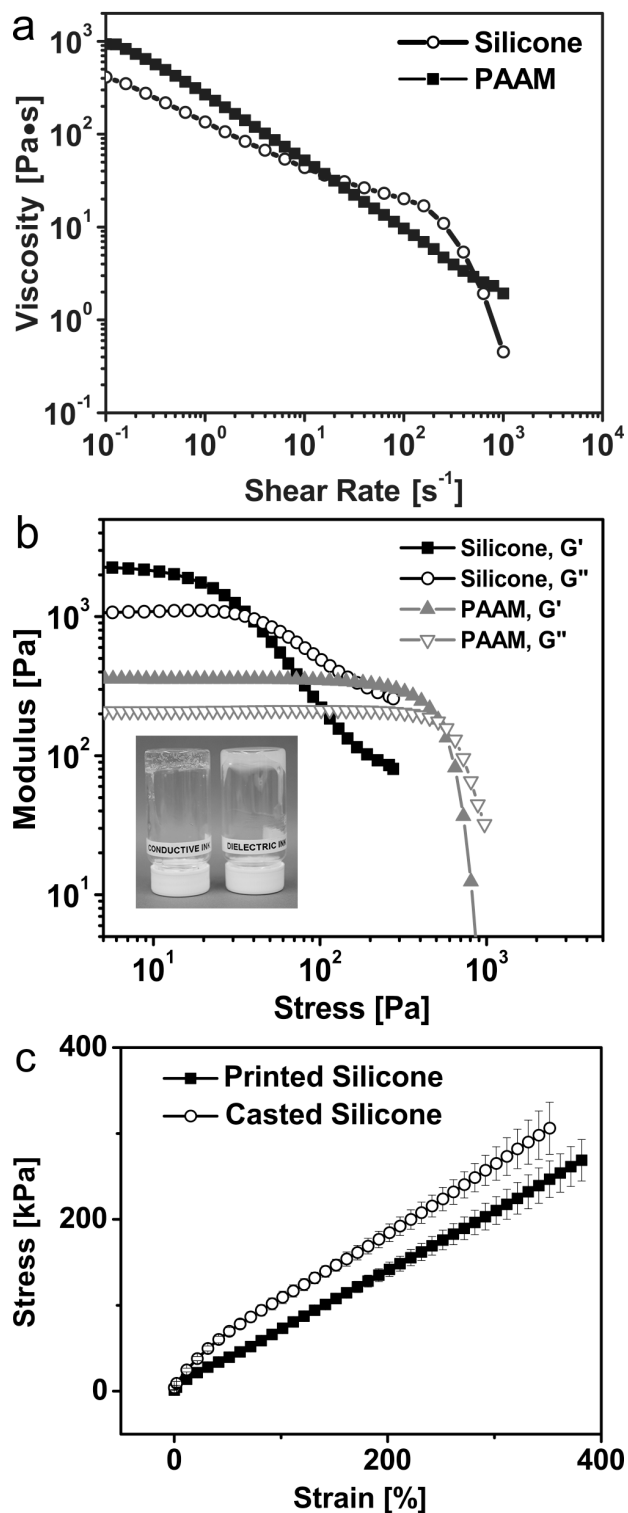 a
Silicone
PAAM
Viscosity [Pa•s]
10³
10²
10¹
10⁰
10⁻¹
10⁻¹ 10⁰ 10¹ 10² 10³ 10⁴
Shear Rate [s⁻¹]
b
Silicone, G'
Silicone, G"
PAAM, G'
PAAM, G"
Modulus [Pa]
10³
10²
10¹
CONDUCTIVE INK
DIELECTRIC INK
10¹ 10² 10³
Stress [Pa]
c
Printed Silicone
Casted Silicone
Stress [kPa]
400
200
0
0 200 400
Strain [%]